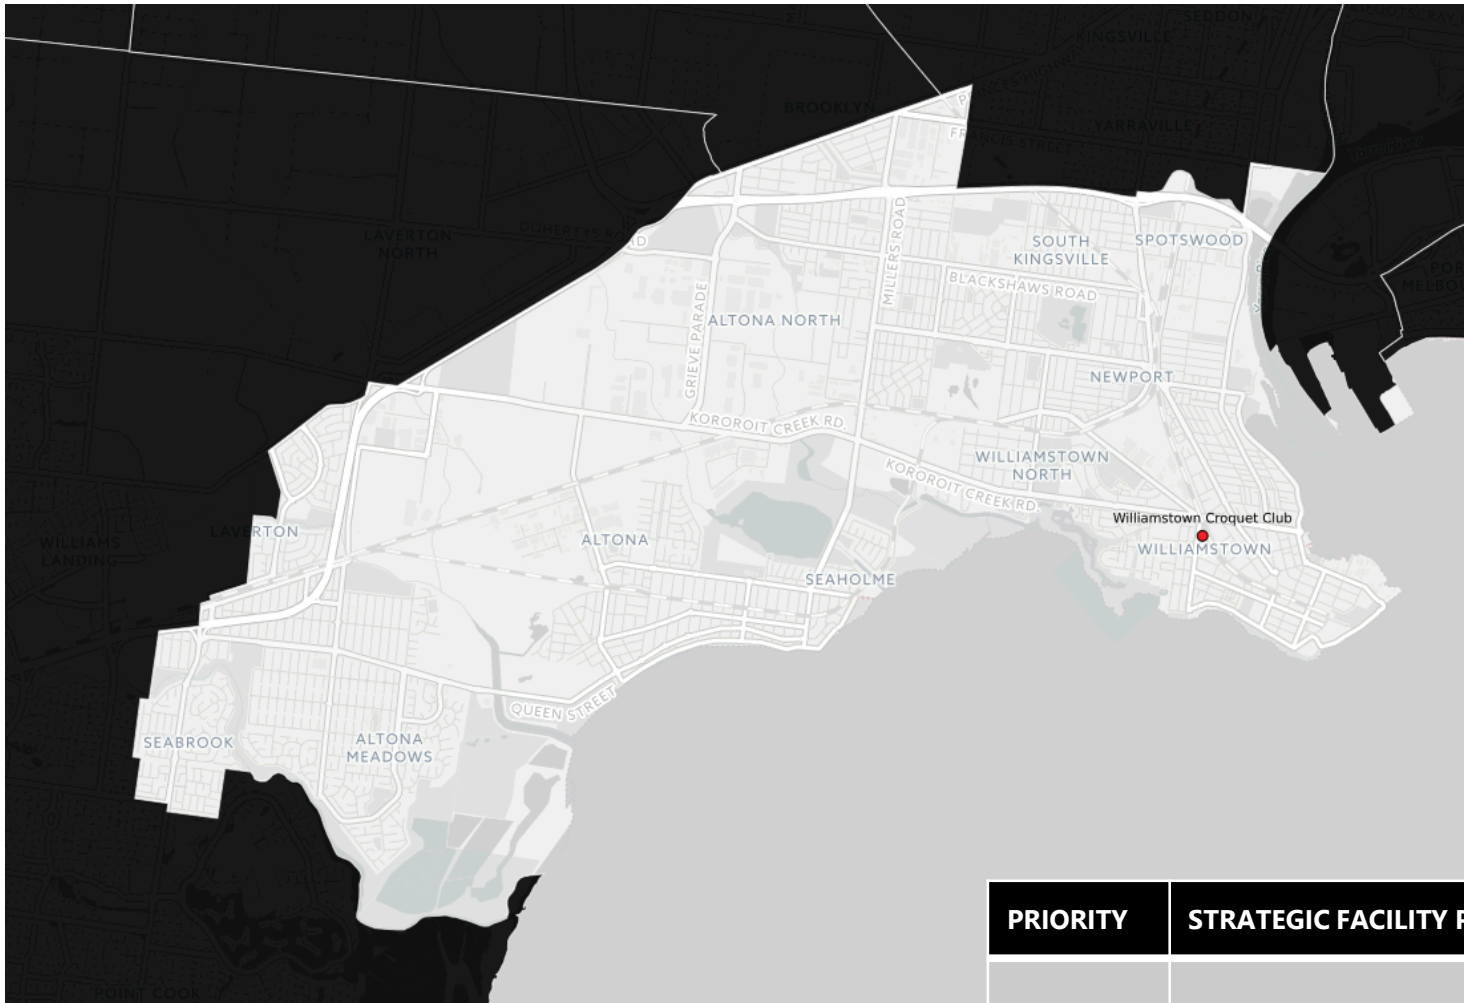 SEDDON
KINGSVILLE
PRINCES HIGHWAY
BROOKLYN
FRANCIS STREET
YARRAVILLE
LAVERTON
NORTH
DOHERTYS ROAD
MILLERS ROAD
SOUTH
KINGSVILLE
SPOTSWOOD
BLACKSHAWS ROAD
GRIEVE PARADE
ALTONA NORTH
NEWPORT
KOROROIT CREEK RD.
WILLIAMSTOWN
NORTH
KOROROIT CREEK RD.
Williamstown Croquet Club
WILLIAMSTOWN
LAVERTON
WILLIAMS
LANDING
ALTONA
SEAHOLME
QUEEN STREET
SEABROOK
ALTONA
MEADOWS
PRIORITY
STRATEGIC FACILITY
POINT COOK